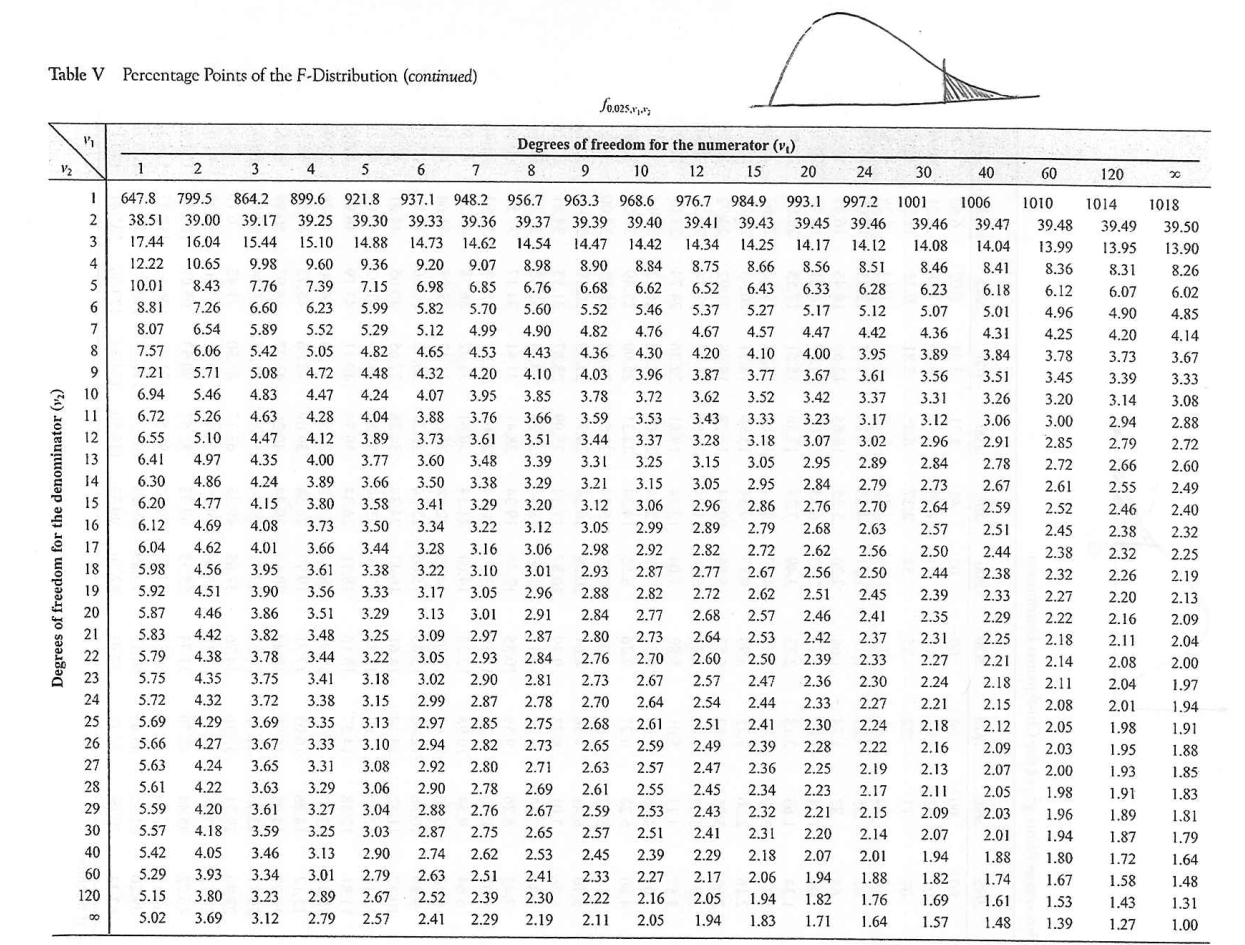 Table V Percentage Points of the F-Distribution (continued)
f0.025,v1,v2
v1 Degrees of freedom for the numerator (v1)
v2 1 2 3 4 5 6 7 8 9 10 12 15 20 24 30 40 60 120 ∞
Degrees of freedom for the denominator (v2)
1 647.8 799.5 864.2 899.6 921.8 937.1 948.2 956.7 963.3 968.6 976.7 984.9 993.1 997.2 1001 1006 1010 1014 1018
2 38.51 39.00 39.17 39.25 39.30 39.33 39.36 39.37 39.39 39.40 39.41 39.43 39.45 39.46 39.46 39.47 39.48 39.49 39.50
3 17.44 16.04 15.44 15.10 14.88 14.73 14.62 14.54 14.47 14.42 14.34 14.25 14.17 14.12 14.08 14.04 13.99 13.95 13.90
4 12.22 10.65 9.98 9.60 9.36 9.20 9.07 8.98 8.90 8.84 8.75 8.66 8.56 8.51 8.46 8.41 8.36 8.31 8.26
5 10.01 8.43 7.76 7.39 7.15 6.98 6.85 6.76 6.68 6.62 6.52 6.43 6.33 6.28 6.23 6.18 6.12 6.07 6.02
6 8.81 7.26 6.60 6.23 5.99 5.82 5.70 5.60 5.52 5.46 5.37 5.27 5.17 5.12 5.07 5.01 4.96 4.90 4.85
7 8.07 6.54 5.89 5.52 5.29 5.12 4.99 4.90 4.82 4.76 4.67 4.57 4.47 4.42 4.36 4.31 4.25 4.20 4.14
8 7.57 6.06 5.42 5.05 4.82 4.65 4.53 4.43 4.36 4.30 4.20 4.10 4.00 3.95 3.89 3.84 3.78 3.73 3.67
9 7.21 5.71 5.08 4.72 4.48 4.32 4.20 4.10 4.03 3.96 3.87 3.77 3.67 3.61 3.56 3.51 3.45 3.39 3.33
10 6.94 5.46 4.83 4.47 4.24 4.07 3.95 3.85 3.78 3.72 3.62 3.52 3.42 3.37 3.31 3.26 3.20 3.14 3.08
11 6.72 5.26 4.63 4.28 4.04 3.88 3.76 3.66 3.59 3.53 3.43 3.33 3.23 3.17 3.12 3.06 3.00 2.94 2.88
12 6.55 5.10 4.47 4.12 3.89 3.73 3.61 3.51 3.44 3.37 3.28 3.18 3.07 3.02 2.96 2.91 2.85 2.79 2.72
13 6.41 4.97 4.35 4.00 3.77 3.60 3.48 3.39 3.31 3.25 3.15 3.05 2.95 2.89 2.84 2.78 2.72 2.66 2.60
14 6.30 4.86 4.24 3.89 3.66 3.50 3.38 3.29 3.21 3.15 3.05 2.95 2.84 2.79 2.73 2.67 2.61 2.55 2.49
15 6.20 4.77 4.15 3.80 3.58 3.41 3.29 3.20 3.12 3.06 2.96 2.86 2.76 2.70 2.64 2.59 2.52 2.46 2.40
16 6.12 4.69 4.08 3.73 3.50 3.34 3.22 3.12 3.05 2.99 2.89 2.79 2.68 2.63 2.57 2.51 2.45 2.38 2.32
17 6.04 4.62 4.01 3.66 3.44 3.28 3.16 3.06 2.98 2.92 2.82 2.72 2.62 2.56 2.50 2.44 2.38 2.32 2.25
18 5.98 4.56 3.95 3.61 3.38 3.22 3.10 3.01 2.93 2.87 2.77 2.67 2.56 2.50 2.44 2.38 2.32 2.26 2.19
19 5.92 4.51 3.90 3.56 3.33 3.17 3.05 2.96 2.88 2.82 2.72 2.62 2.51 2.45 2.39 2.33 2.27 2.20 2.13
20 5.87 4.46 3.86 3.51 3.29 3.13 3.01 2.91 2.84 2.77 2.68 2.57 2.46 2.41 2.35 2.29 2.22 2.16 2.09
21 5.83 4.42 3.82 3.48 3.25 3.09 2.97 2.87 2.80 2.73 2.64 2.53 2.42 2.37 2.31 2.25 2.18 2.11 2.04
22 5.79 4.38 3.78 3.44 3.22 3.05 2.93 2.84 2.76 2.70 2.60 2.50 2.39 2.33 2.27 2.21 2.14 2.08 2.00
23 5.75 4.35 3.75 3.41 3.18 3.02 2.90 2.81 2.73 2.67 2.57 2.47 2.36 2.30 2.24 2.18 2.11 2.04 1.97
24 5.72 4.32 3.72 3.38 3.15 2.99 2.87 2.78 2.70 2.64 2.54 2.44 2.33 2.27 2.21 2.15 2.08 2.01 1.94
25 5.69 4.29 3.69 3.35 3.13 2.97 2.85 2.75 2.68 2.61 2.51 2.41 2.30 2.24 2.18 2.12 2.05 1.98 1.91
26 5.66 4.27 3.67 3.33 3.10 2.94 2.82 2.73 2.65 2.59 2.49 2.39 2.28 2.22 2.16 2.09 2.03 1.95 1.88
27 5.63 4.24 3.65 3.31 3.08 2.92 2.80 2.71 2.63 2.57 2.47 2.36 2.25 2.19 2.13 2.07 2.00 1.93 1.85
28 5.61 4.22 3.63 3.29 3.06 2.90 2.78 2.69 2.61 2.55 2.45 2.34 2.23 2.17 2.11 2.05 1.98 1.91 1.83
29 5.59 4.20 3.61 3.27 3.04 2.88 2.76 2.67 2.59 2.53 2.43 2.32 2.21 2.15 2.09 2.03 1.96 1.89 1.81
30 5.57 4.18 3.59 3.25 3.03 2.87 2.75 2.65 2.57 2.51 2.41 2.31 2.20 2.14 2.07 2.01 1.94 1.87 1.79
40 5.42 4.05 3.46 3.13 2.90 2.74 2.62 2.53 2.45 2.39 2.29 2.18 2.07 2.01 1.94 1.88 1.80 1.72 1.64
60 5.29 3.93 3.34 3.01 2.79 2.63 2.51 2.41 2.33 2.27 2.17 2.06 1.94 1.88 1.82 1.74 1.67 1.58 1.48
120 5.15 3.80 3.23 2.89 2.67 2.52 2.39 2.30 2.22 2.16 2.05 1.94 1.82 1.76 1.69 1.61 1.53 1.43 1.31
∞ 5.02 3.69 3.12 2.79 2.57 2.41 2.29 2.19 2.11 2.05 1.94 1.83 1.71 1.64 1.57 1.48 1.39 1.27 1.00